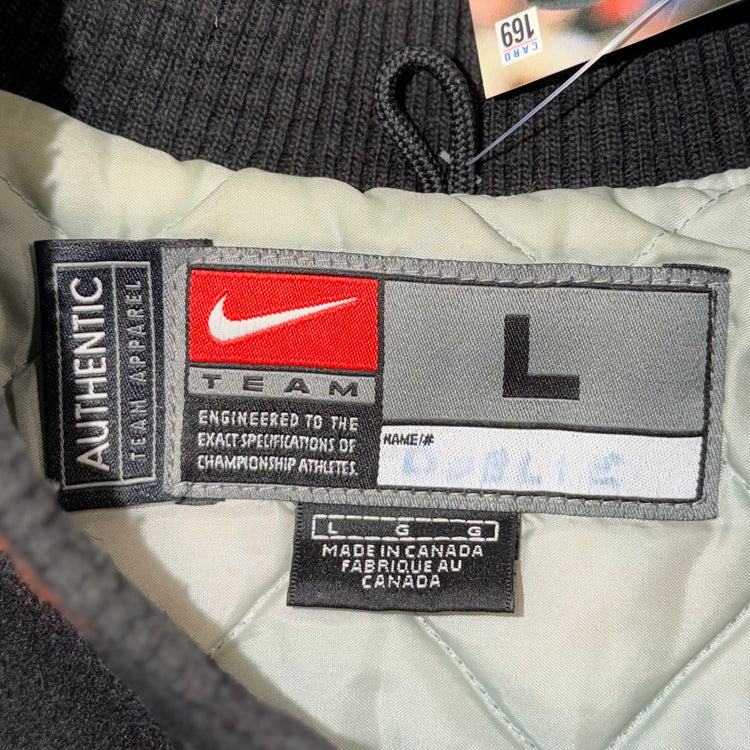 169
CARD
AUTHENTIC
TEAM APPAREL
TEAM
ENGINEERED TO THE
EXACT SPECIFICATIONS OF
CHAMPIONSHIP ATHLETES.
L
NAME/#
L G G
MADE IN CANADA
FABRIQUE AU
CANADA